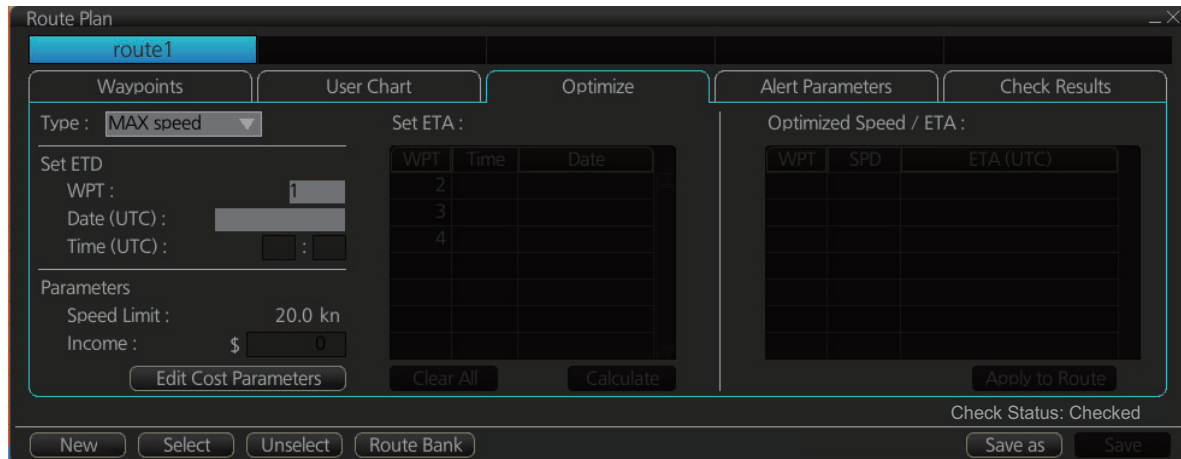 Route Plan
route1
Waypoints User Chart Optimize Alert Parameters Check Results
Type : MAX speed
Set ETD
WPT : 1
Date (UTC) :
Time (UTC) : :
Parameters
Speed Limit : 20.0 kn
Income : $ 0
Edit Cost Parameters
Set ETA :
WPT Time Date
2
3
4
Clear All Calculate
Optimized Speed / ETA :
WPT SPD ETA (UTC)
Apply to Route
Check Status: Checked
New Select Unselect Route Bank Save as Save